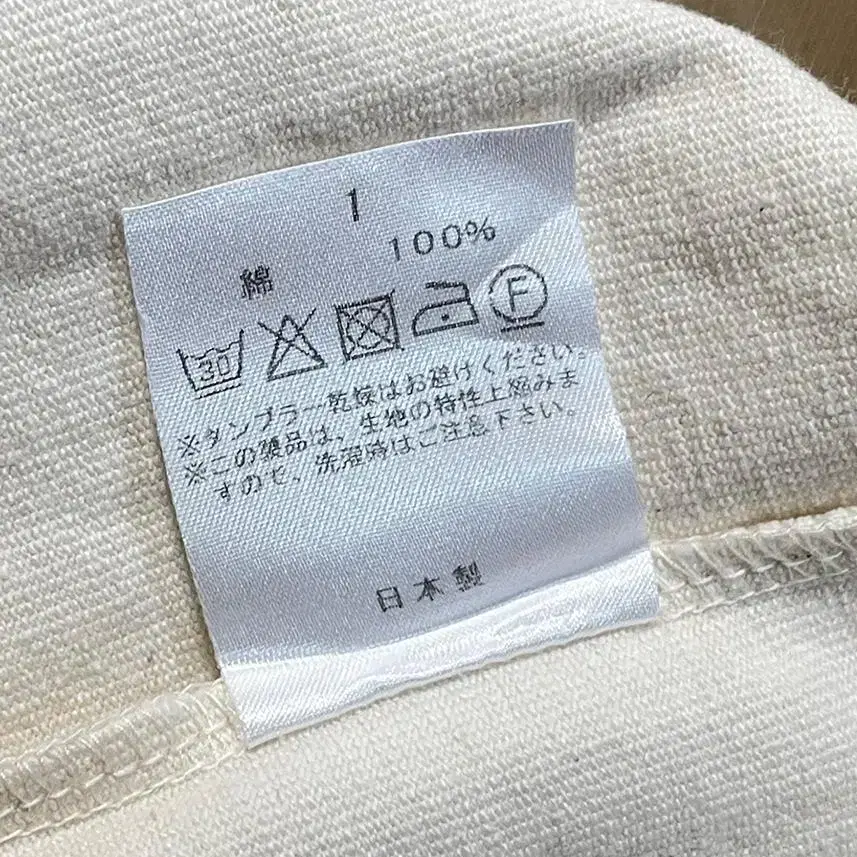 1
綿 100%
30 F
※タンブラー乾燥はお避けください。
※この製品は、生地の特性上縮みま
すので、洗濯時はご注意下さい。
日本製